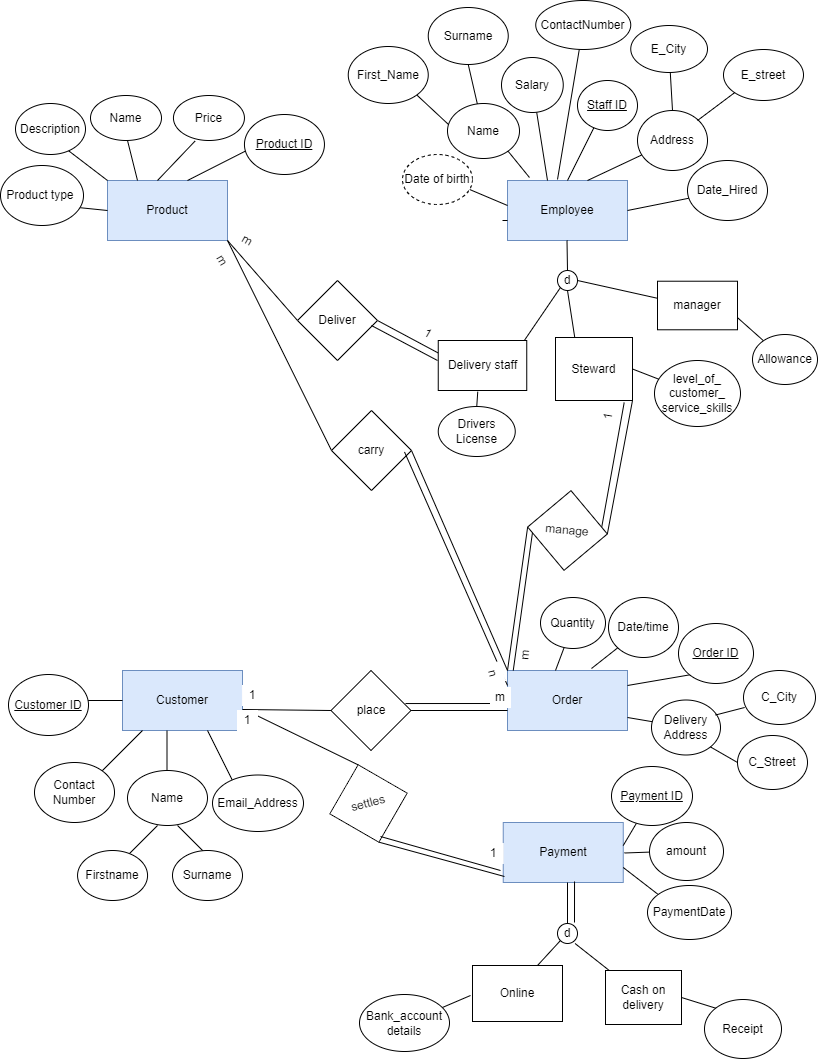 ContactNumber
Surname
E_City
First_Name
Salary
E_street
Staff ID
Name
Price
Description
Name
Address
Product ID
Date of birth
Product type
Date_Hired
Product
Employee
m
m
d
manager
Deliver
1
Delivery staff
Steward
Allowance
level_of_
customer_
service_skills
Drivers
License
1
carry
manage
Quantity
Date/time
m
Order ID
n
Customer
1
m
Order
C_City
Customer ID
place
Delivery
Address
1
C_Street
Contact
Number
Name
Email_Address
settles
Payment ID
1
Payment
amount
Firstname
Surname
PaymentDate
d
Online
Cash on
delivery
Bank_account
details
Receipt